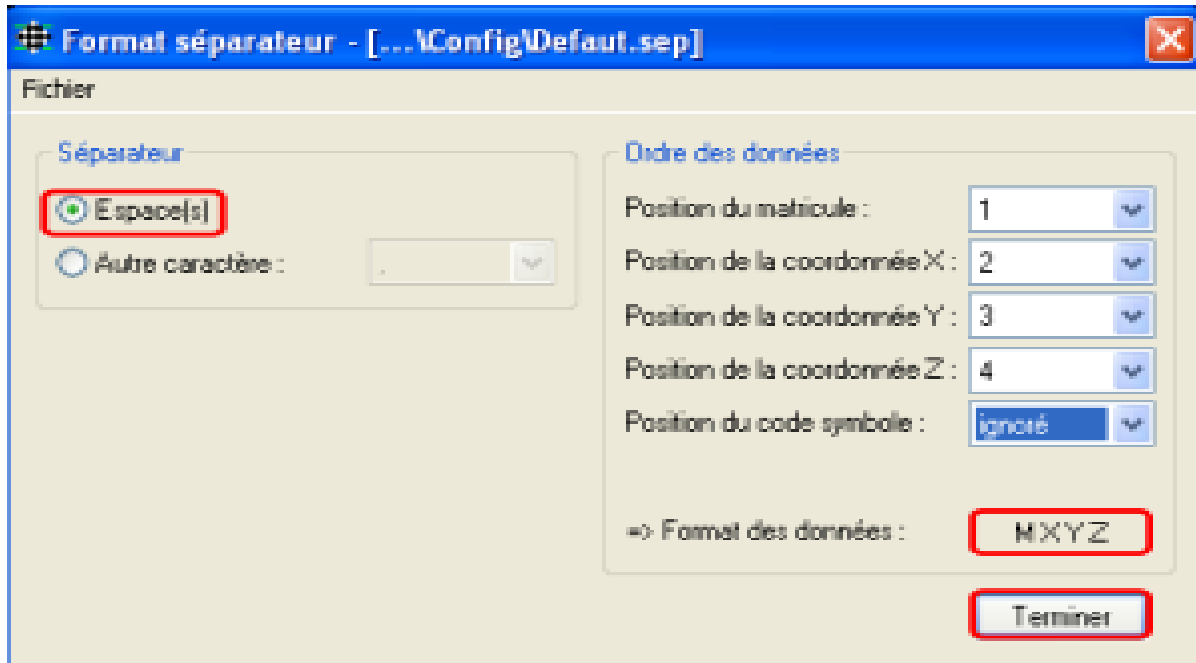 Format séparateur - [...\Config\Defaut.sep]
Fichier
Séparateur
Espace(s)
Autre caractère : ,
Ordre des données
Position du matricule : 1
Position de la coordonnée X : 2
Position de la coordonnée Y : 3
Position de la coordonnée Z : 4
Position du code symbole : ignoré
=> Format des données : M X Y Z
Terminer